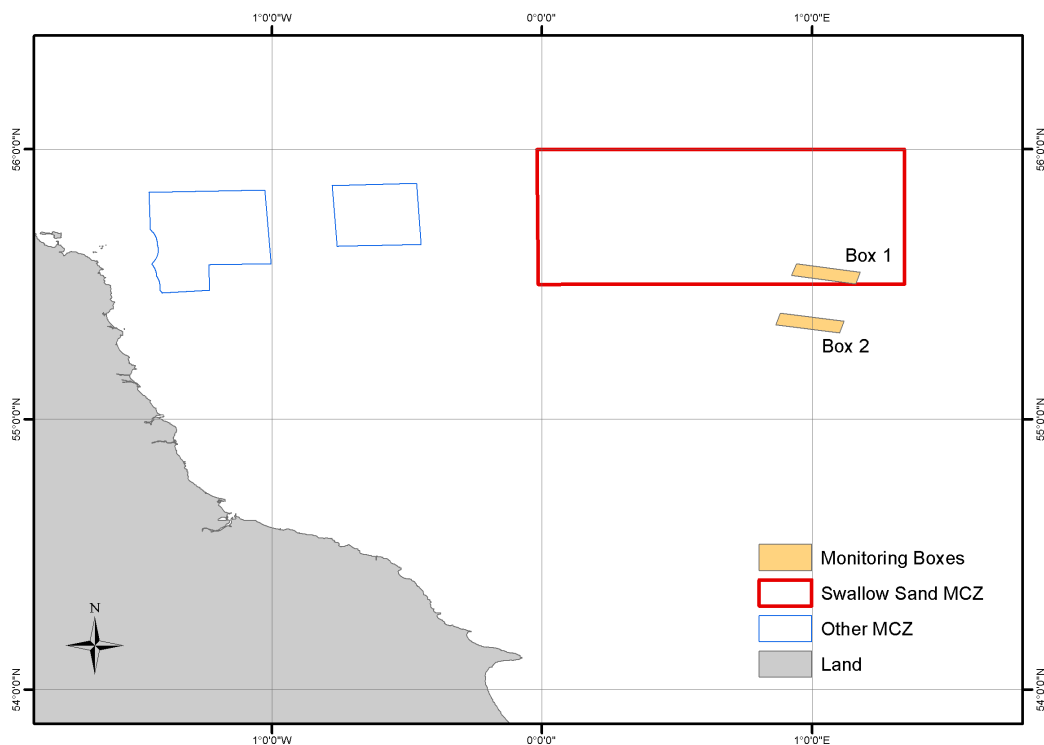 1°0'0"W 0°0'0" 1°0'0"E
56°0'0"N 56°0'0"N
Box 1
Box 2
55°0'0"N 55°0'0"N
Monitoring Boxes
Swallow Sand MCZ
N
Other MCZ
Land
54°0'0"N 54°0'0"N
1°0'0"W 0°0'0" 1°0'0"E